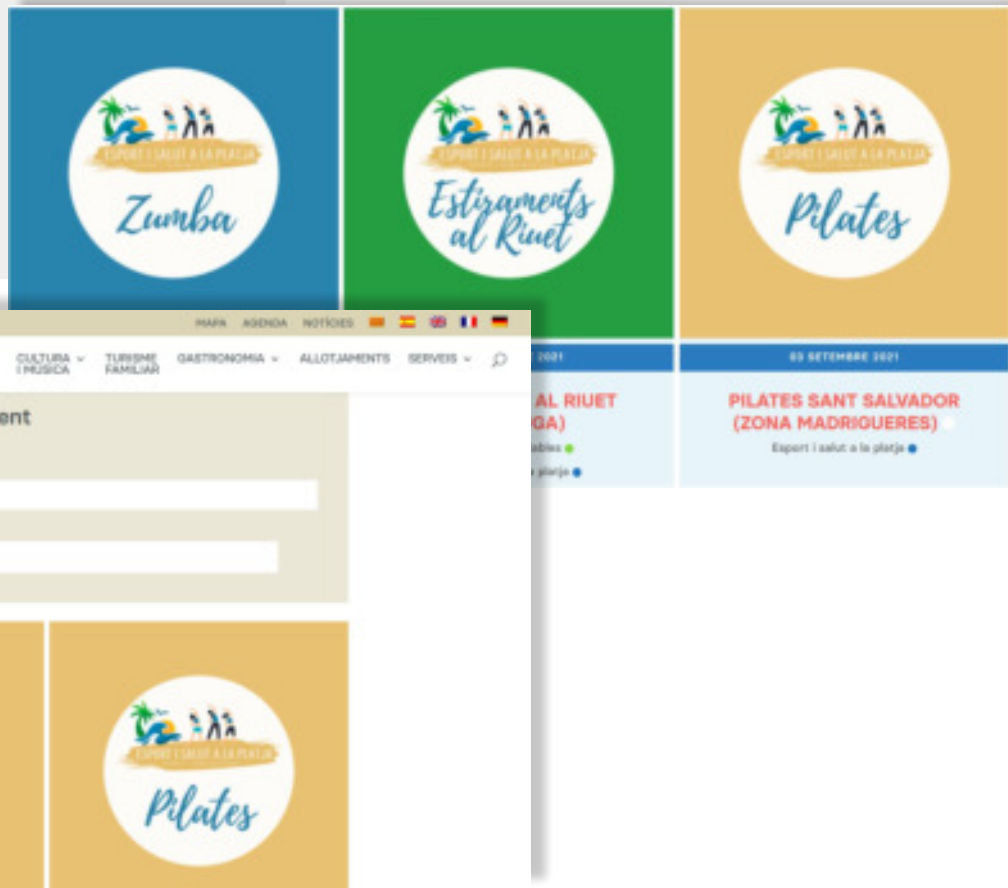 ESPORT I SALUT A LA PLATJA
Zumba
ESPORT I SALUT A LA PLATJA
Estiraments
al Riuet
ESPORT I SALUT A LA PLATJA
Pilates
2021
AL RIUET
GA)
ables
platja
03 SETEMBRE 2021
PILATES SANT SALVADOR
(ZONA MADRIGUERES)
Esport i salut a la platja
MAPA AGENDA NOTÍCIES
CULTURA I MÚSICA TURISME FAMILIAR GASTRONOMIA ALLOTJAMENTS SERVEIS
ent
ESPORT I SALUT A LA PLATJA
Pilates